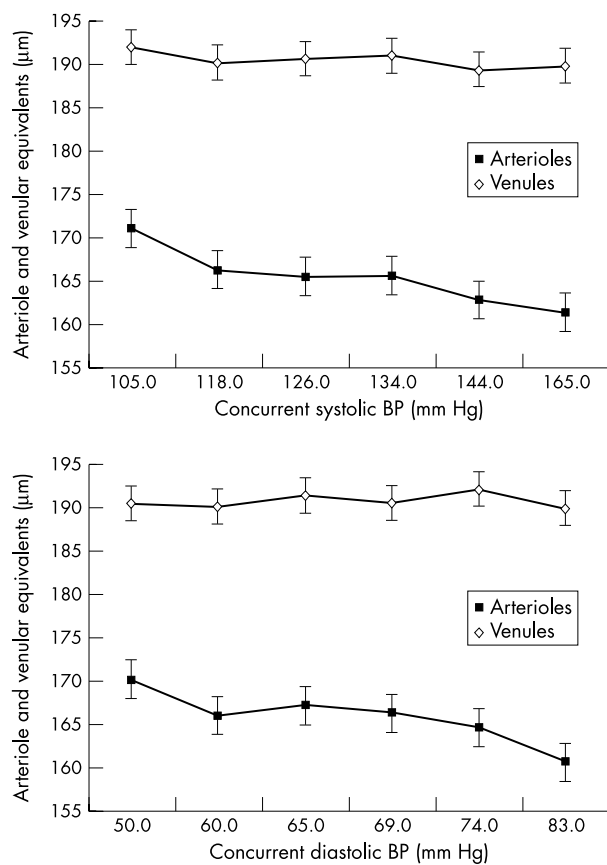 195
190
185
180
175
170
165
160
155
Arteriole and venular equivalents (μm)
Arterioles
Venules
105.0 118.0 126.0 134.0 144.0 165.0
Concurrent systolic BP (mm Hg)
195
190
185
180
175
170
165
160
155
Arteriole and venular equivalents (μm)
Arterioles
Venules
50.0 60.0 65.0 69.0 74.0 83.0
Concurrent diastolic BP (mm Hg)